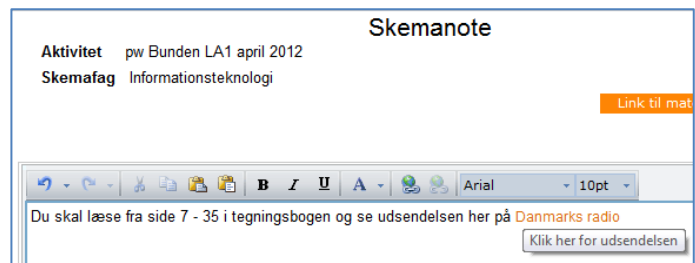 Skemanote
Aktivitet pw Bunden LA1 april 2012
Skemafag Informationsteknologi
Link til mat
B I U A Arial 10pt
Du skal læse fra side 7 - 35 i tegningsbogen og se udsendelsen her på Danmarks radio
Klik her for udsendelsen